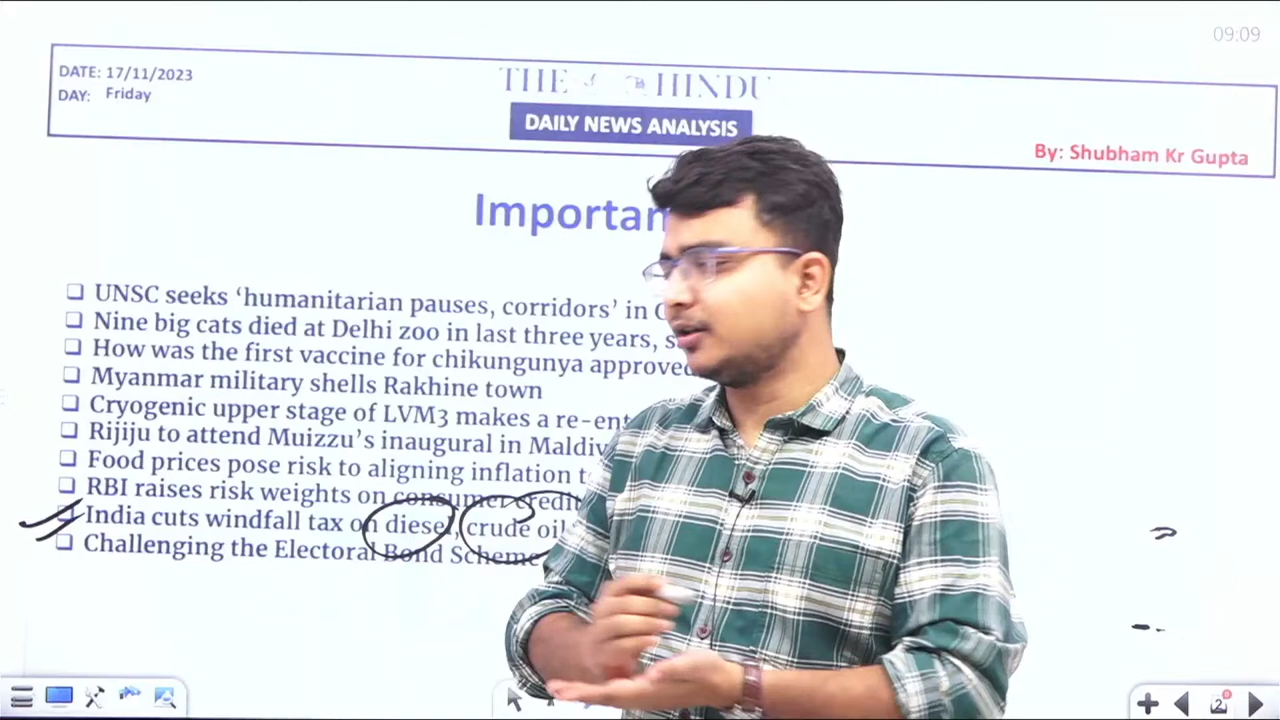 09:09
DATE: 17/11/2023
DAY: Friday
THE HINDU
DAILY NEWS ANALYSIS
By: Shubham Kr Gupta
Importan
❑ UNSC seeks ‘humanitarian pauses, corridors’ in
❑ Nine big cats died at Delhi zoo in last three years, s
❑ How was the first vaccine for chikungunya approved
❑ Myanmar military shells Rakhine town
❑ Cryogenic upper stage of LVM3 makes a re-ent
❑ Rijiju to attend Muizzu’s inaugural in Maldiv
❑ Food prices pose risk to aligning inflation t
❑ RBI raises risk weights on consumer credi
❑ India cuts windfall tax on diesel, crude oil
❑ Challenging the Electoral Bond Scheme
2